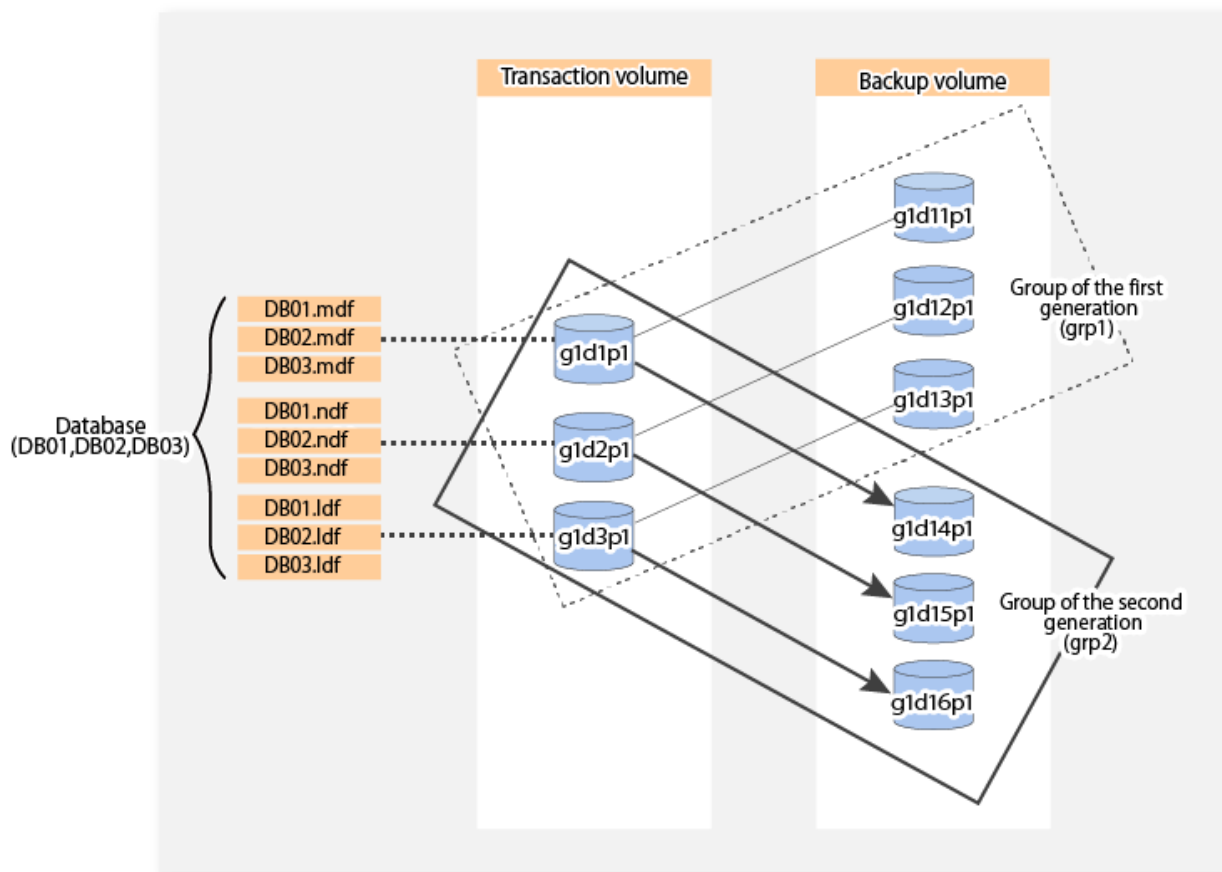 Transaction volume
Backup volume
Database
(DB01,DB02,DB03)
DB01.mdf
DB02.mdf
DB03.mdf
DB01.ndf
DB02.ndf
DB03.ndf
DB01.ldf
DB02.ldf
DB03.ldf
g1d1p1
g1d2p1
g1d3p1
g1d11p1
g1d12p1
g1d13p1
Group of the first
generation
(grp1)
g1d14p1
g1d15p1
g1d16p1
Group of the second
generation
(grp2)